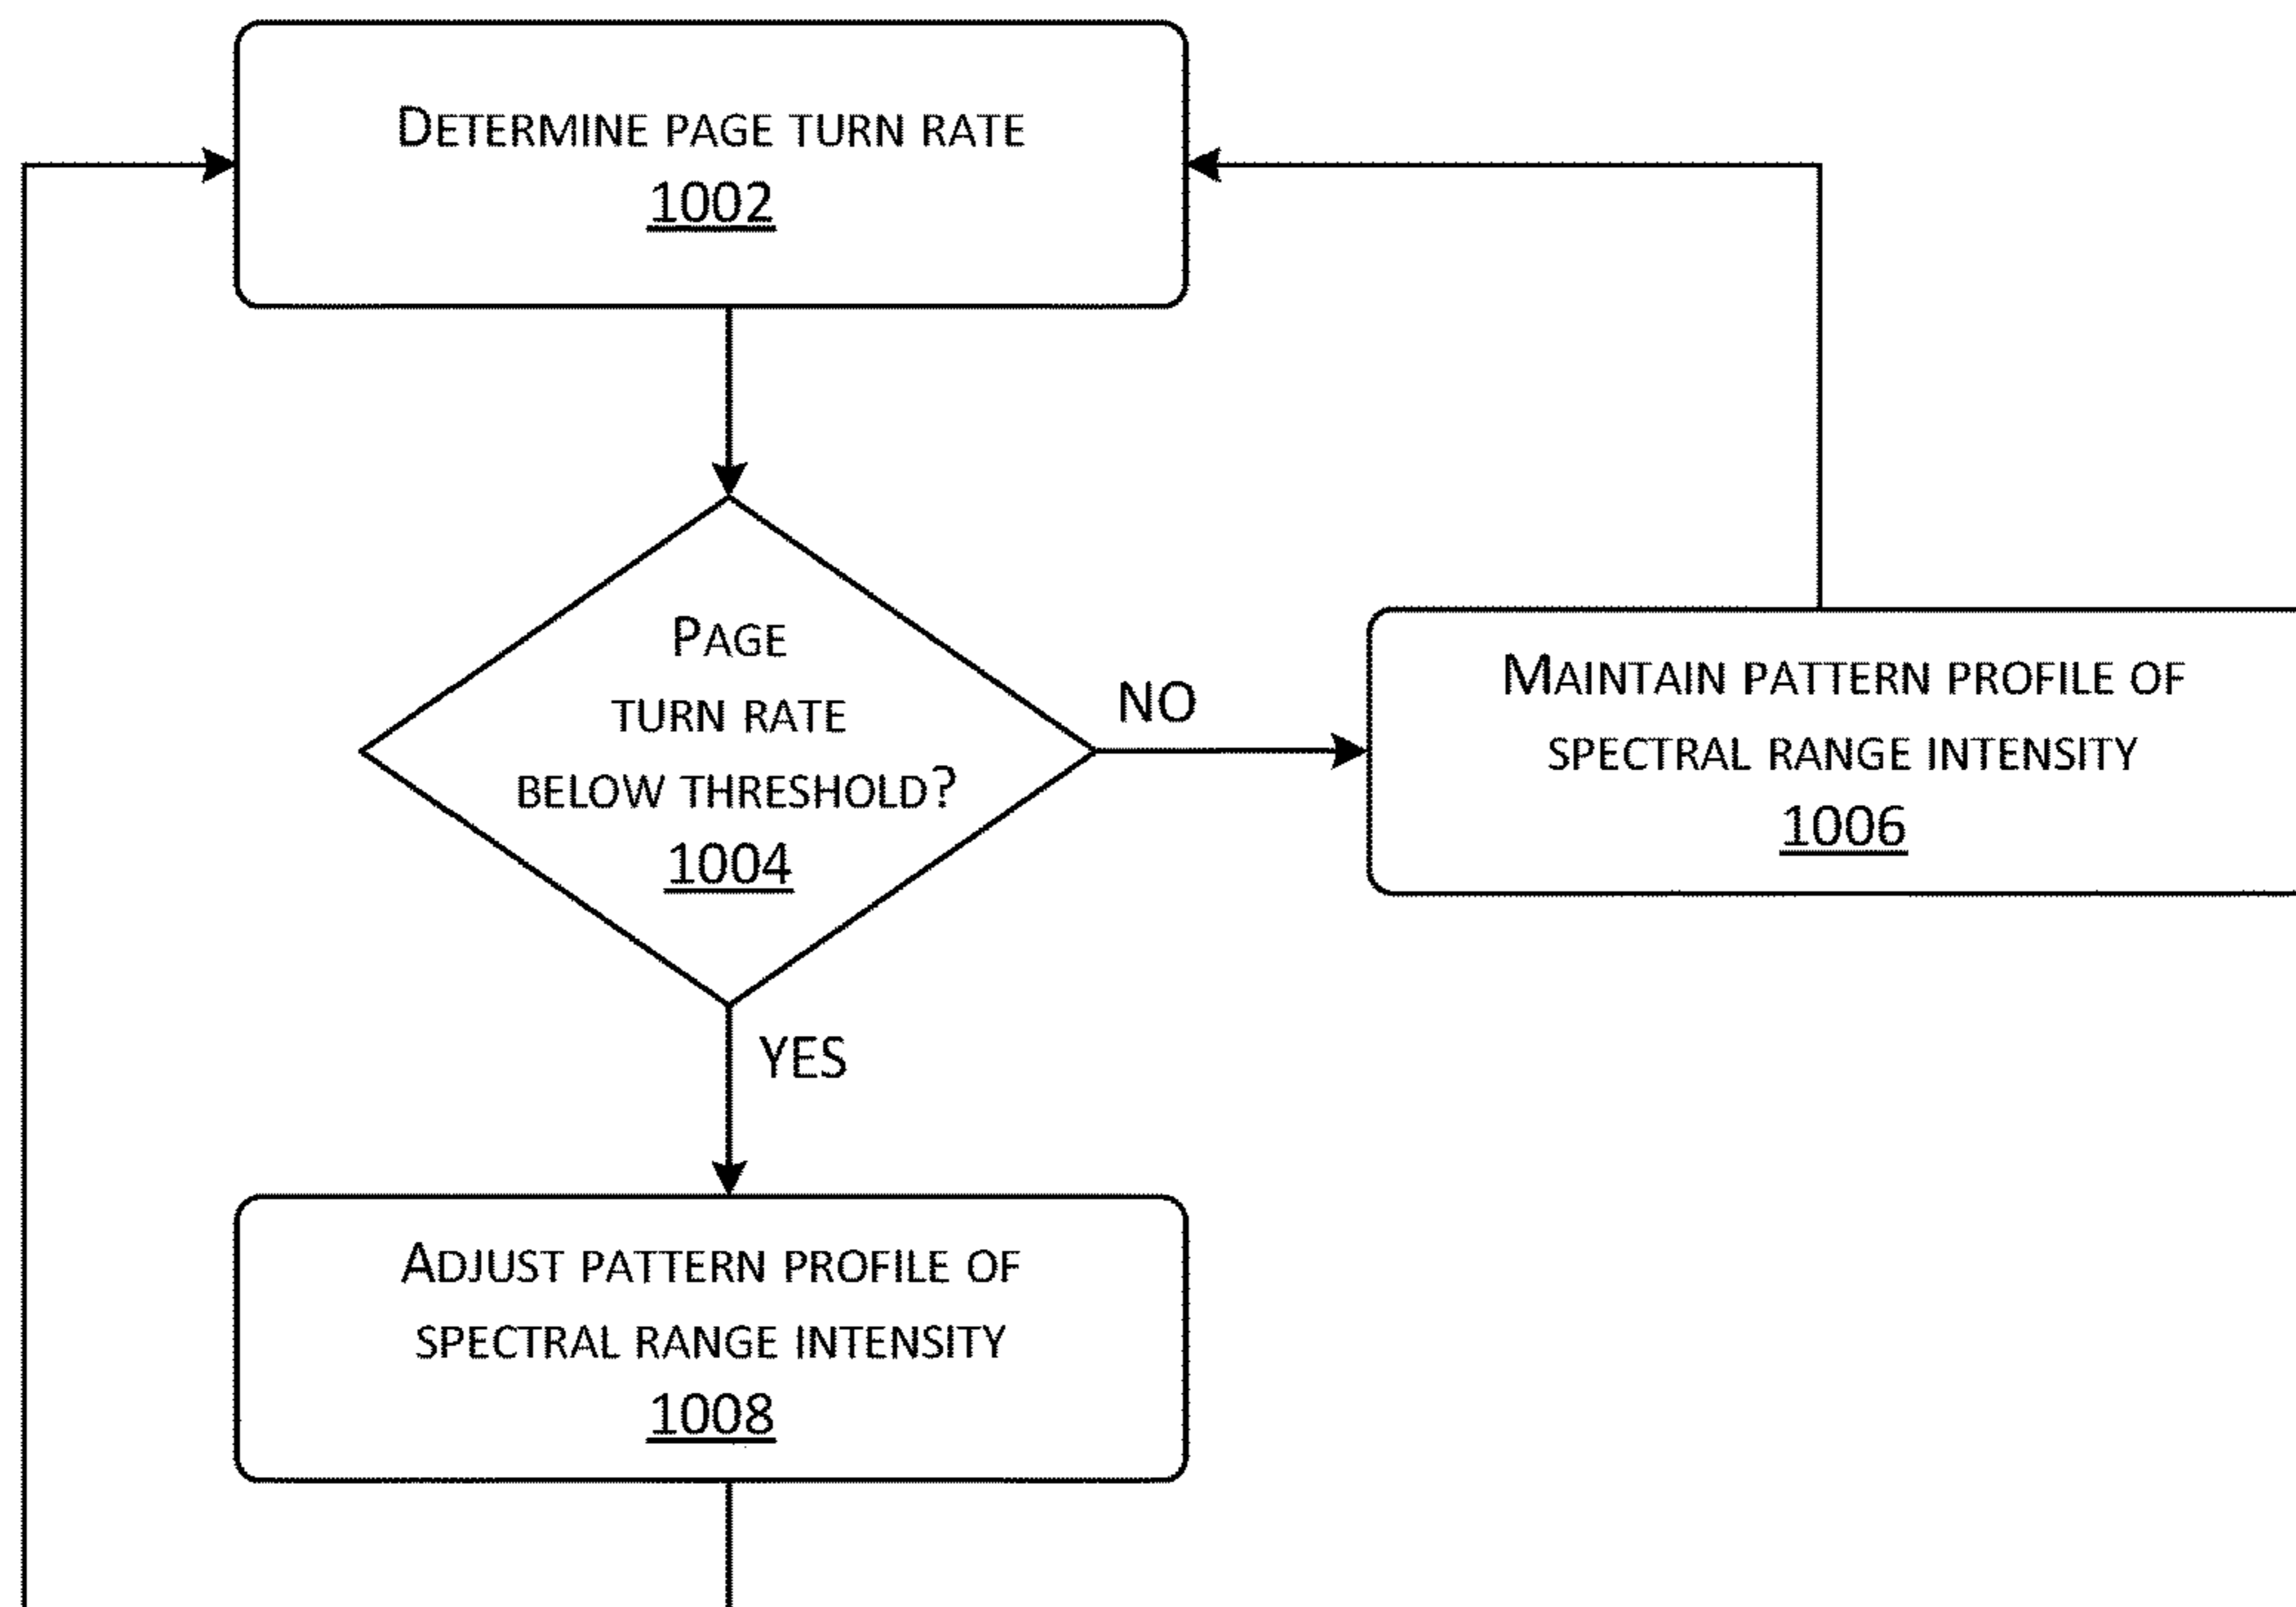 DETERMINE PAGE TURN RATE
1002
PAGE
TURN RATE
BELOW THRESHOLD?
1004
NO
MAINTAIN PATTERN PROFILE OF
SPECTRAL RANGE INTENSITY
1006
YES
ADJUST PATTERN PROFILE OF
SPECTRAL RANGE INTENSITY
1008